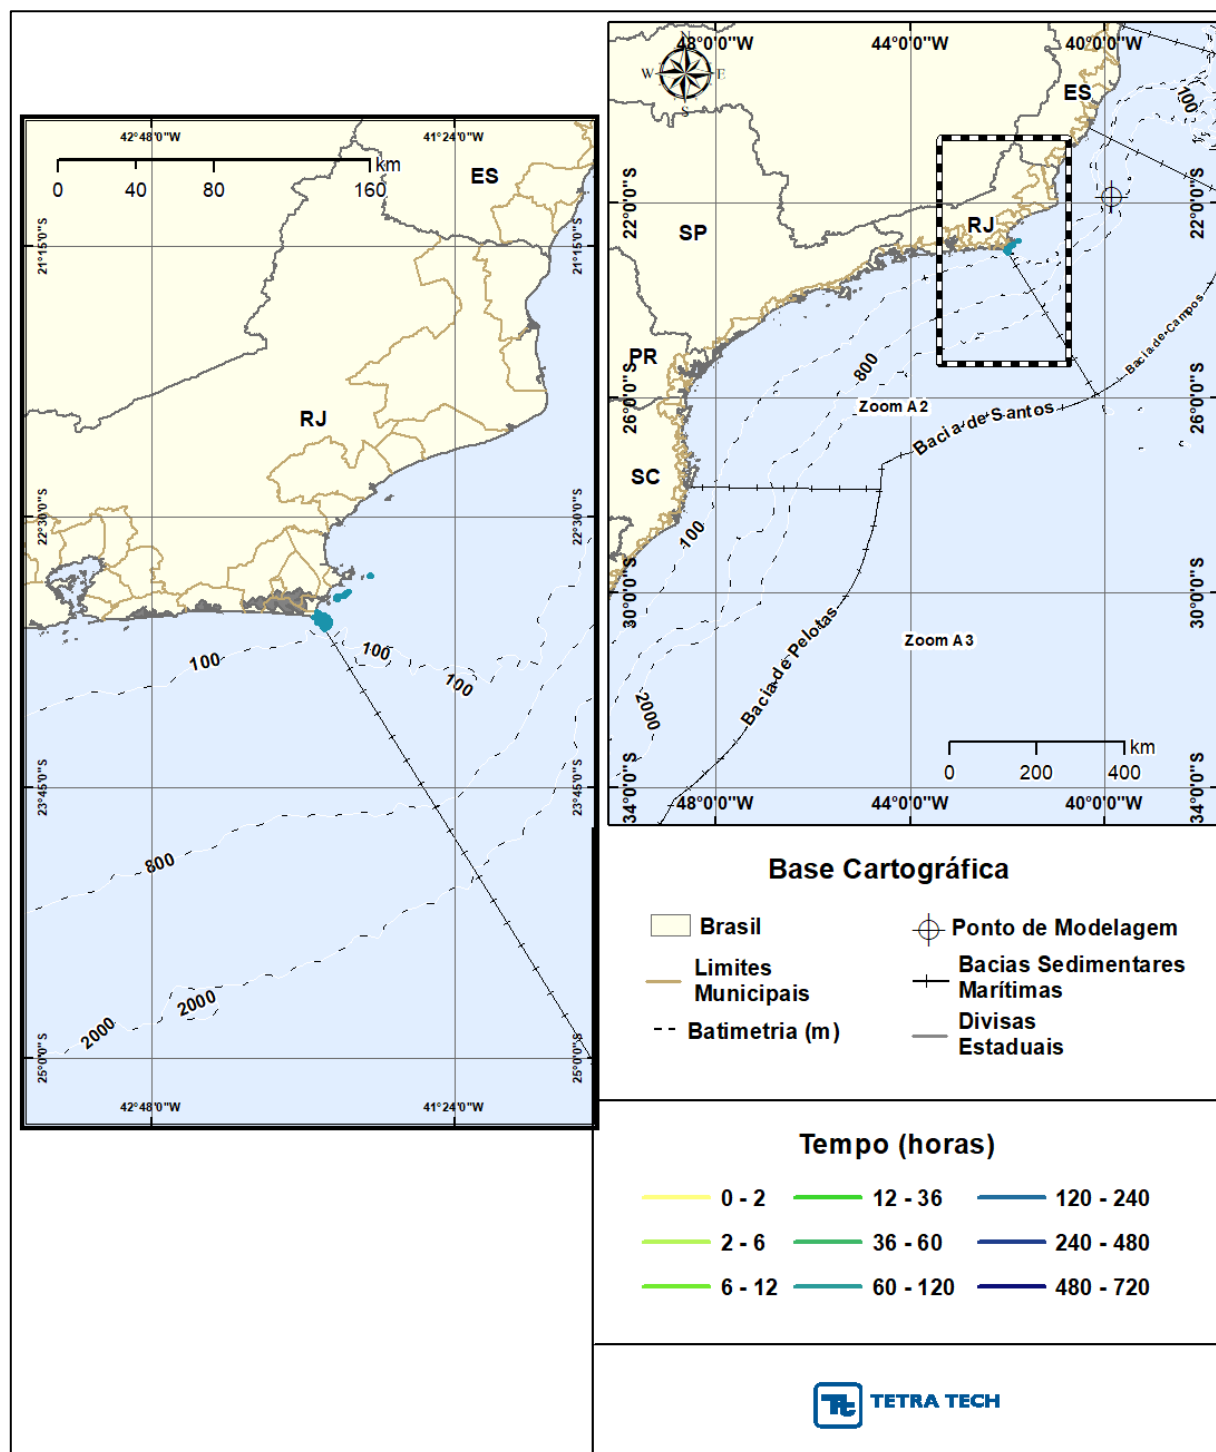 42°48'0"W
41°24'0"W
km
0
40
80
160
ES
21°15'0"S
21°15'0"S
RJ
22°30'0"S
22°30'0"S
100
100
100
23°45'0"S
23°45'0"S
800
2000
2000
25°0'0"S
25°0'0"S
42°48'0"W
41°24'0"W
48°0'0"W
44°0'0"W
40°0'0"W
N
W
E
S
ES
100
22°0'0"S
22°0'0"S
SP
RJ
PR
800
Bacia de Campos
Zoom A2
26°0'0"S
26°0'0"S
Bacia de Santos
SC
100
30°0'0"S
30°0'0"S
Zoom A3
Bacia de Pelotas
2000
km
0
200
400
34°0'0"S
34°0'0"S
48°0'0"W
44°0'0"W
40°0'0"W
Base Cartográfica
Brasil
Ponto de Modelagem
Limites
Municipais
Bacias Sedimentares
Marítimas
Batimetria (m)
Divisas
Estaduais
Tempo (horas)
0 - 2
12 - 36
120 - 240
2 - 6
36 - 60
240 - 480
6 - 12
60 - 120
480 - 720
Tt
TETRA TECH